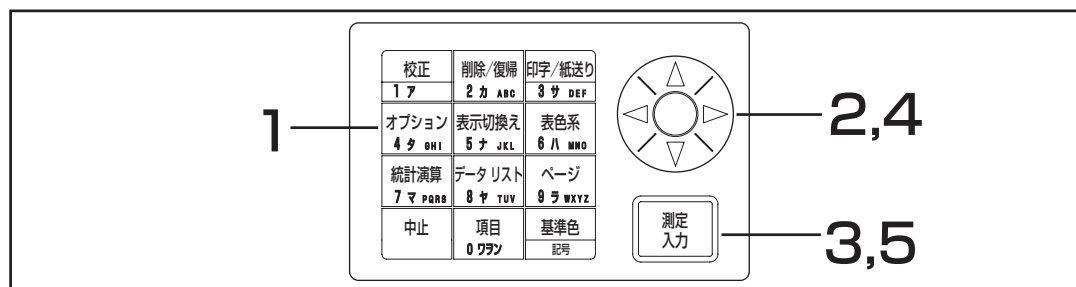 校正 削除/復帰 印字/紙送り
1 ア 2 カ ABC 3 サ DEF
オプション 表示切換え 表色系
4 タ GHI 5 ナ JKL 6 ハ MNO
統計演算 データリスト ページ
7 マ PQRS 8 ヤ TUV 9 ラ WXYZ
中止 項目 基準色
0 ワヲン 記号
測定
入力
1
2,4
3,5